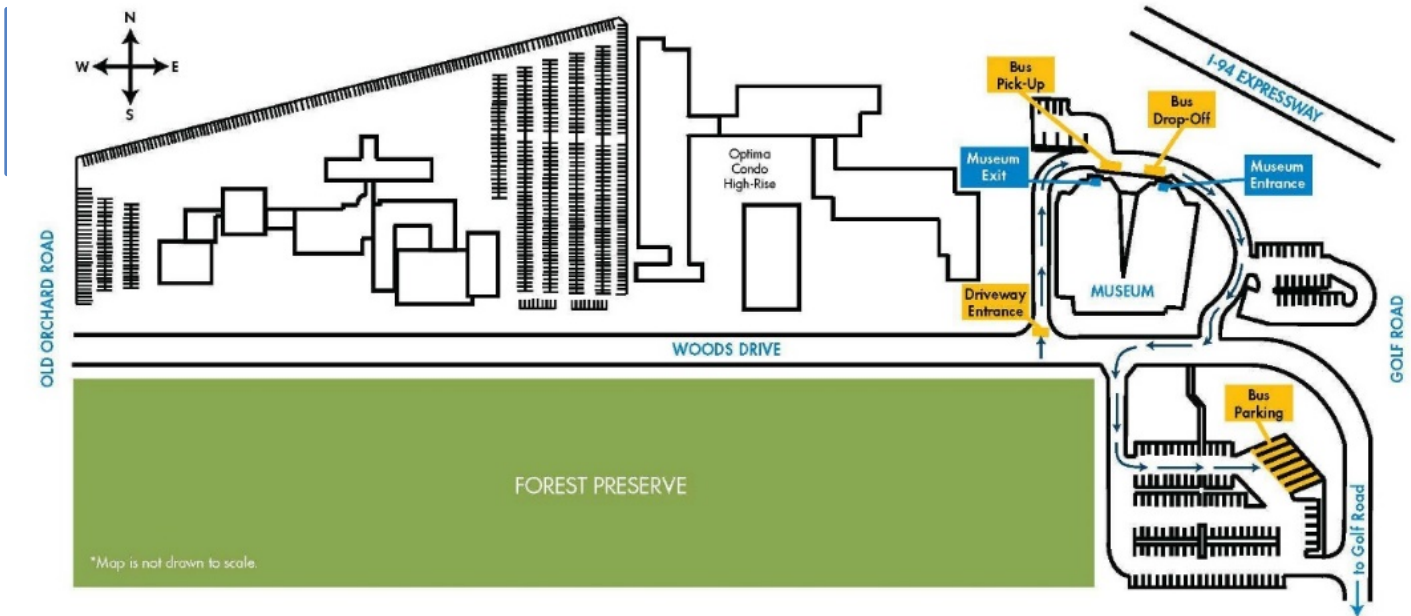 N
W
E
S
I-94 EXPRESSWAY
Bus
Pick-Up
Bus
Drop-Off
Museum
Exit
Museum
Entrance
Optima
Condo
High-Rise
OLD ORCHARD ROAD
Driveway
Entrance
MUSEUM
GOLF ROAD
WOODS DRIVE
Bus
Parking
FOREST PRESERVE
to Golf Road
*Map is not drawn to scale.